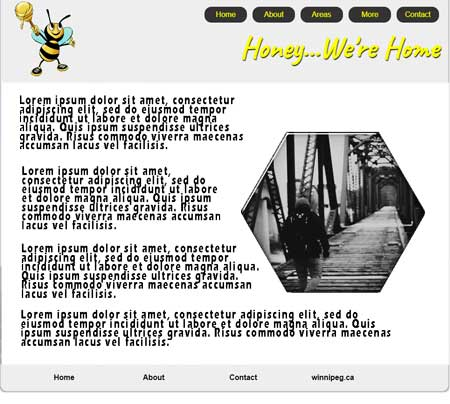 Home About Areas More Contact
Honey...We're Home
Lorem ipsum dolor sit amet, consectetur
adipiscing elit, sed do eiusmod tempor
incididunt ut labore et dolore magna
aliqua. Quis ipsum suspendisse ultrices
gravida. Risus commodo viverra maecenas
accumsan lacus vel facilisis.
Lorem ipsum dolor sit amet,
consectetur adipiscing elit, sed do
eiusmod tempor incididunt ut labore
et dolore magna aliqua. Quis ipsum
suspendisse ultrices gravida. Risus
commodo viverra maecenas accumsan
lacus vel facilisis.
Lorem ipsum dolor sit amet, consectetur
adipiscing elit, sed do eiusmod tempor
incididunt ut labore et dolore magna aliqua.
Quis ipsum suspendisse ultrices gravida.
Risus commodo viverra maecenas accumsan
lacus vel facilisis.
Lorem ipsum dolor sit amet, consectetur adipiscing elit, sed do
eiusmod tempor incididunt ut labore et dolore magna aliqua. Quis
ipsum suspendisse ultrices gravida. Risus commodo viverra maecenas
accumsan lacus vel facilisis.
Home About Contact winnipeg.ca